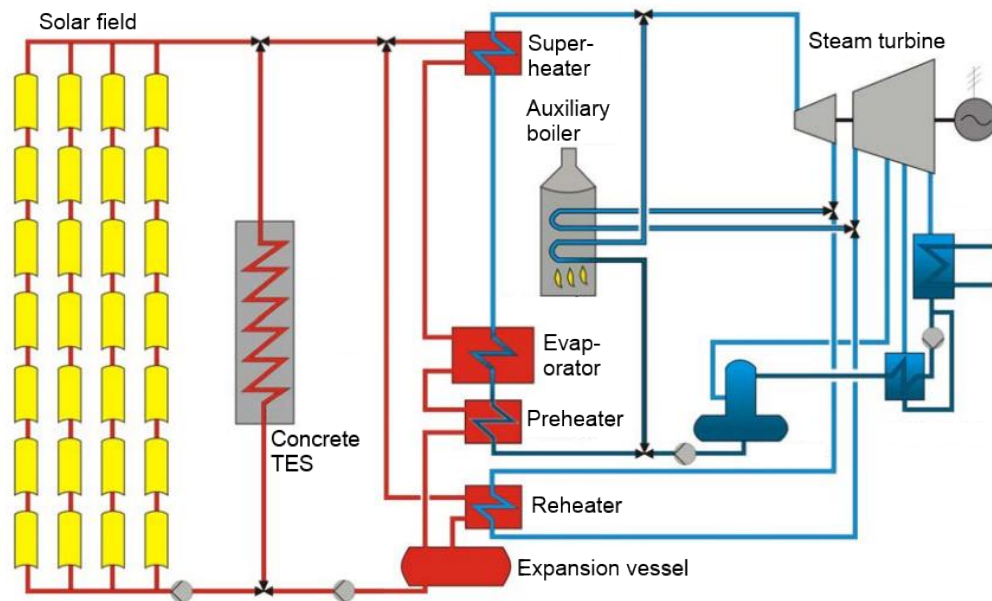 Solar field
Super-
heater
Steam turbine
Auxiliary
boiler
Evap-
orator
Preheater
Concrete
TES
Reheater
Expansion vessel